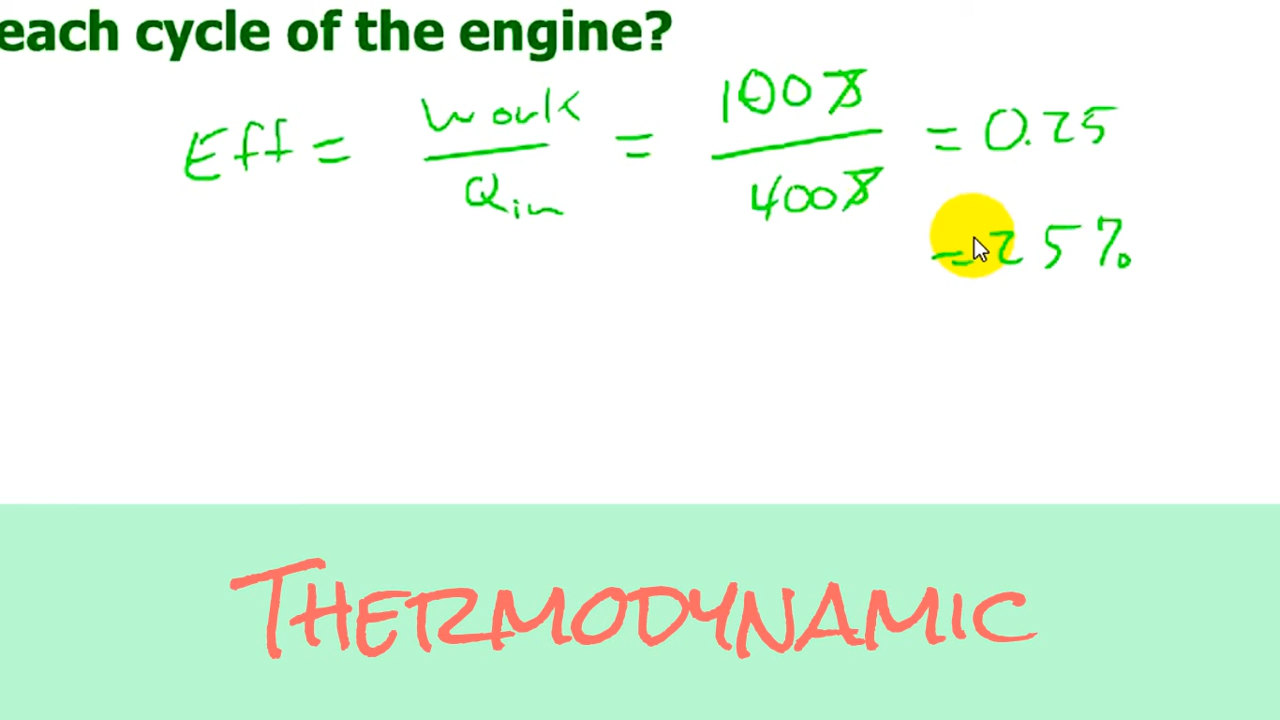 each cycle of the engine?
Eff = Work / Qin = 100J / 400J = 0.25
= 25%
THERMODYNAMIC